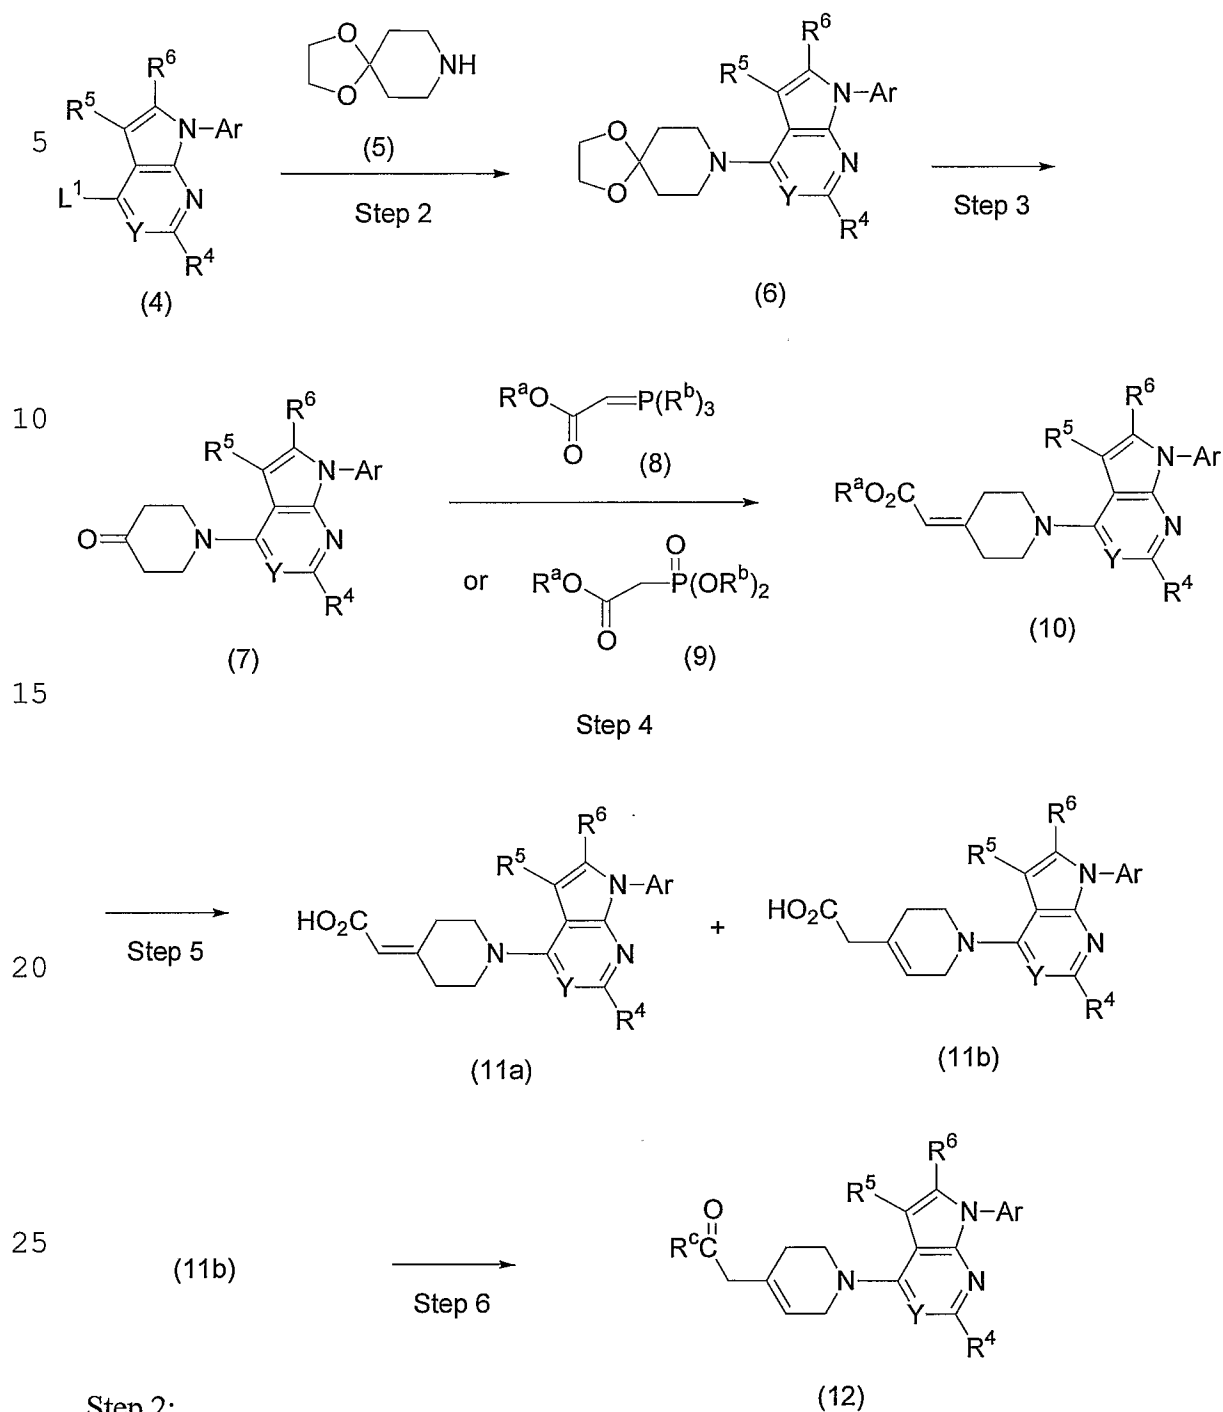 R⁶
R⁵
N–Ar
5
L¹
N
Y
R⁴
(4)
O
O
NH
(5)
Step 2
R⁶
R⁵
N–Ar
O
O
N
N
Y
R⁴
(6)
Step 3
10
R⁶
R⁵
N–Ar
O
N
N
Y
R⁴
(7)
RᵃO
P(Rᵇ)₃
O
(8)
or
RᵃO
O
P(ORᵇ)₂
O
(9)
Step 4
R⁶
R⁵
N–Ar
RᵃO₂C
N
N
Y
R⁴
(10)
15
Step 5
20
R⁶
R⁵
N–Ar
HO₂C
N
N
Y
R⁴
(11a)
+
R⁶
R⁵
N–Ar
HO₂C
N
N
Y
R⁴
(11b)
25
(11b)
Step 6
R⁶
R⁵
N–Ar
O
RᶜC
N
N
Y
R⁴
(12)
Step 2: